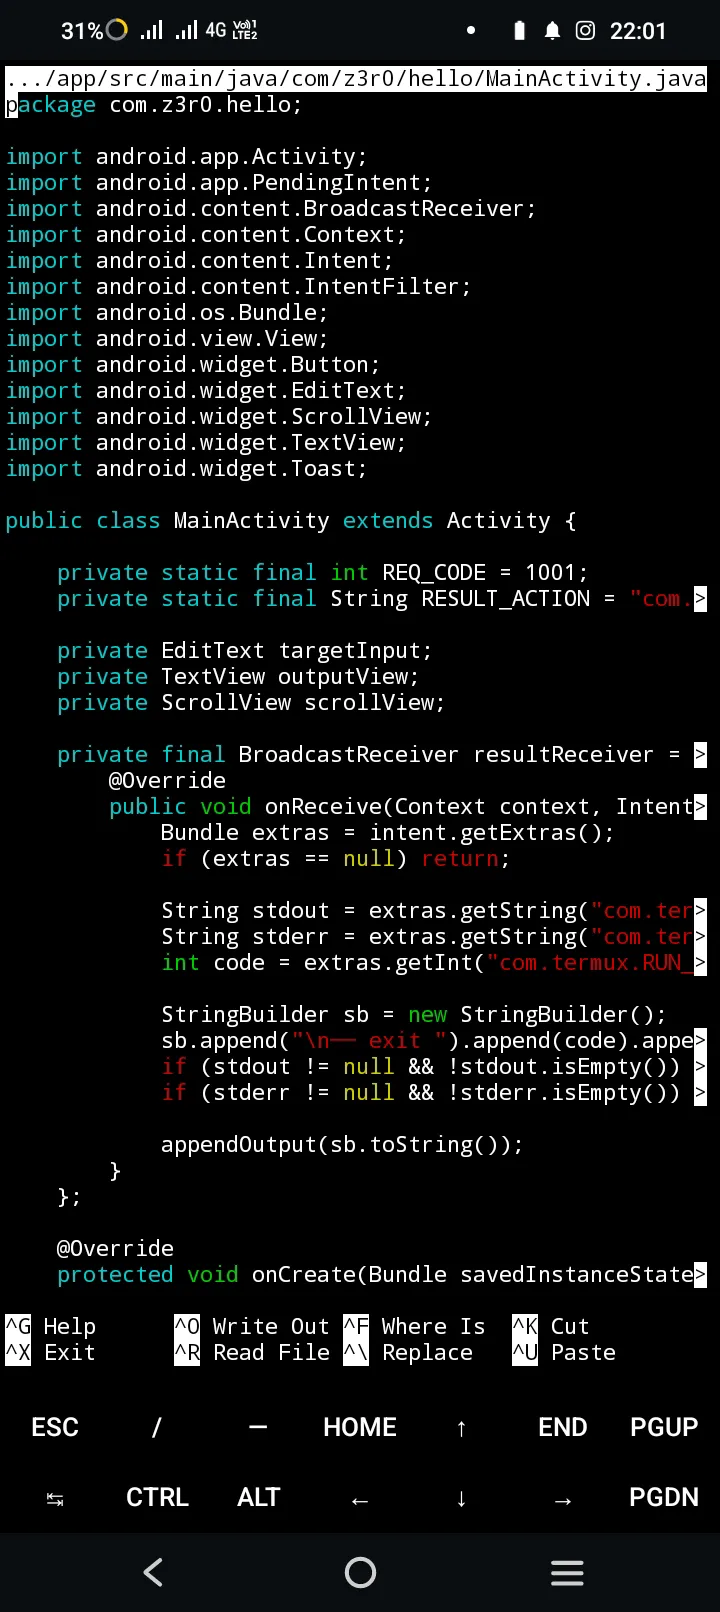 31% 4G Vo)) 1 LTE2 22:01
.../app/src/main/java/com/z3r0/hello/MainActivity.java
package com.z3r0.hello;
import android.app.Activity;
import android.app.PendingIntent;
import android.content.BroadcastReceiver;
import android.content.Context;
import android.content.Intent;
import android.content.IntentFilter;
import android.os.Bundle;
import android.view.View;
import android.widget.Button;
import android.widget.EditText;
import android.widget.ScrollView;
import android.widget.TextView;
import android.widget.Toast;
public class MainActivity extends Activity {
private static final int REQ_CODE = 1001;
private static final String RESULT_ACTION = "com.>
private EditText targetInput;
private TextView outputView;
private ScrollView scrollView;
private final BroadcastReceiver resultReceiver = >
@Override
public void onReceive(Context context, Intent>
Bundle extras = intent.getExtras();
if (extras == null) return;
String stdout = extras.getString("com.ter>
String stderr = extras.getString("com.ter>
int code = extras.getInt("com.termux.RUN_>
StringBuilder sb = new StringBuilder();
sb.append("\n── exit ").append(code).appe>
if (stdout != null && !stdout.isEmpty()) >
if (stderr != null && !stderr.isEmpty()) >
appendOutput(sb.toString());
}
};
@Override
protected void onCreate(Bundle savedInstanceState>
^G Help ^O Write Out ^F Where Is ^K Cut
^X Exit ^R Read File ^\ Replace ^U Paste
ESC / — HOME ↑ END PGUP
↹ CTRL ALT ← ↓ → PGDN